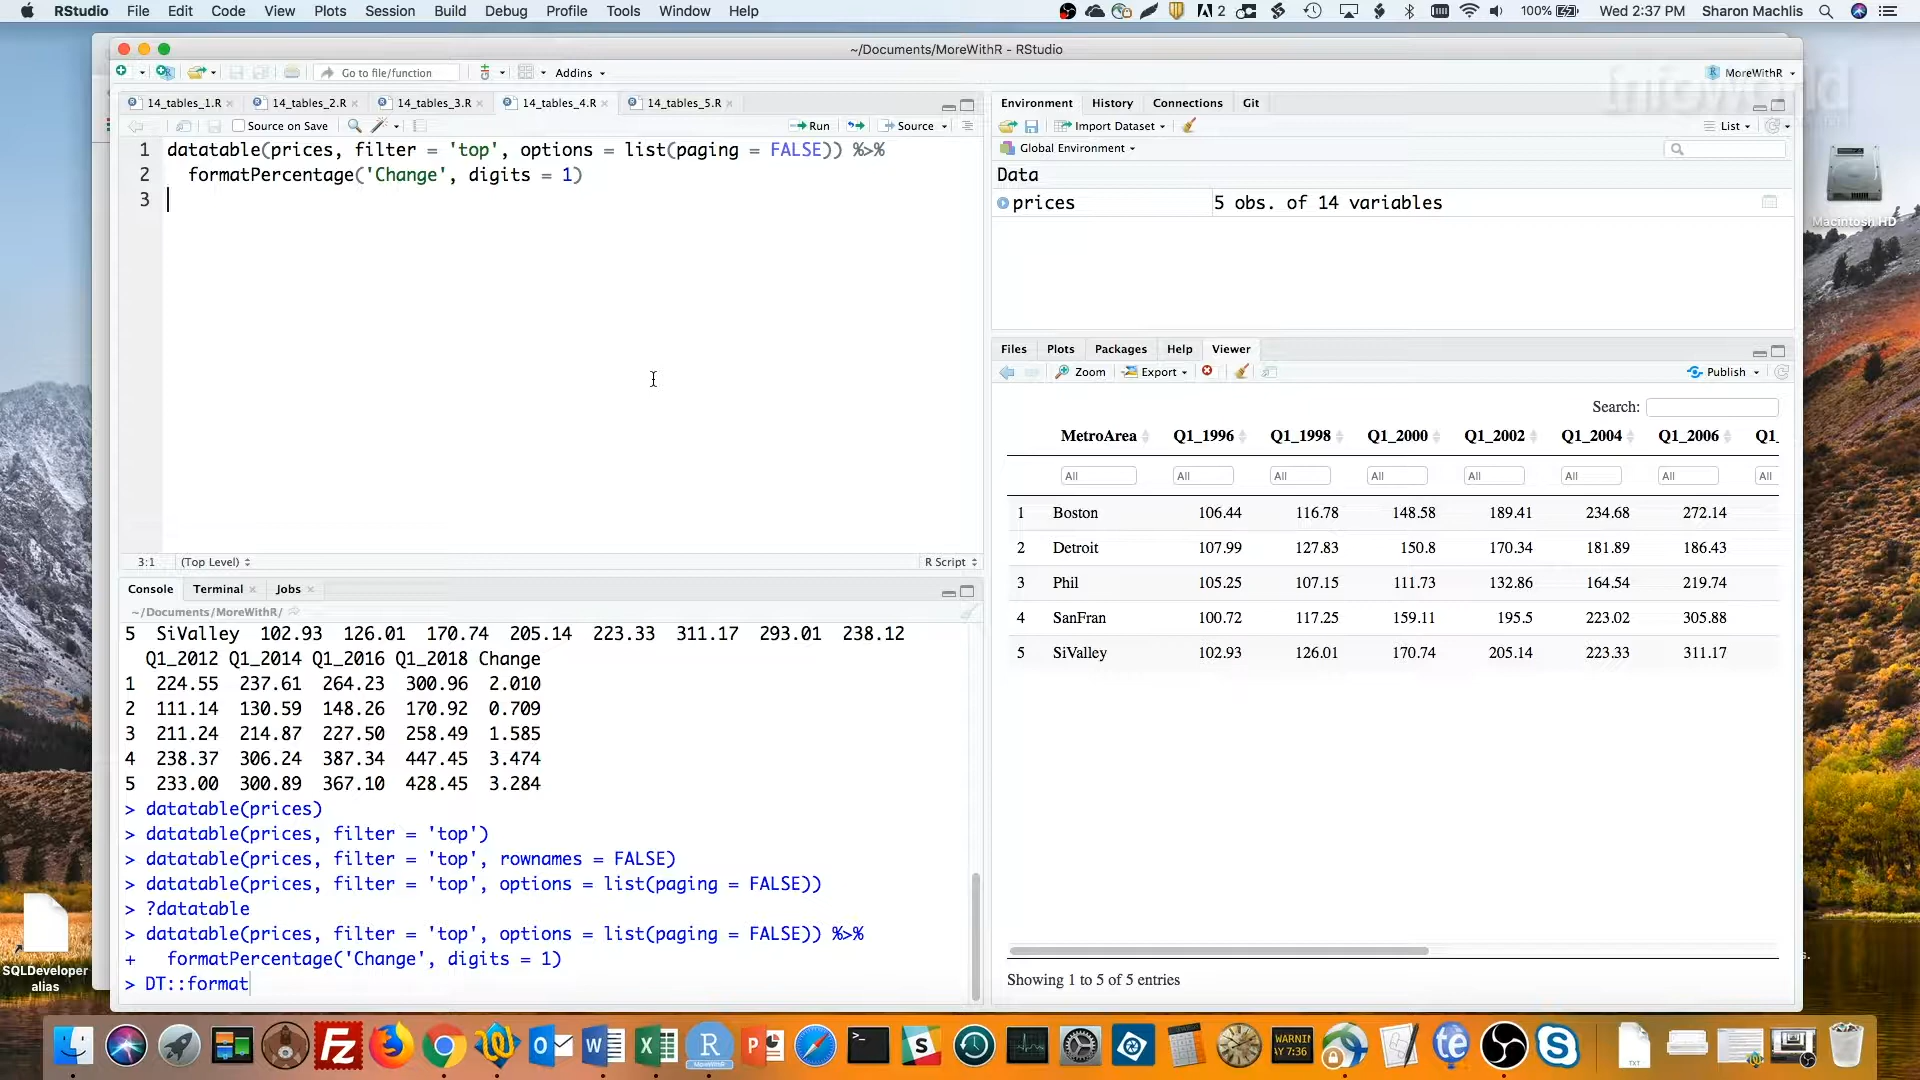 RStudio File Edit Code View Plots Session Build Debug Profile Tools Window Help 2 100% Wed 2:37 PM Sharon Machlis
~/Documents/MoreWithR - RStudio
Go to file/function Addins MoreWithR
InfoWorld
14_tables_1.R 14_tables_2.R 14_tables_3.R 14_tables_4.R 14_tables_5.R
Source on Save Run Source
1 datatable(prices, filter = 'top', options = list(paging = FALSE)) %>%
2 formatPercentage('Change', digits = 1)
3
3:1 (Top Level) R Script
Environment History Connections Git
Import Dataset List
Global Environment
Data
prices 5 obs. of 14 variables
Macintosh HD
Console Terminal Jobs
~/Documents/MoreWithR/
5 SiValley 102.93 126.01 170.74 205.14 223.33 311.17 293.01 238.12
Q1_2012 Q1_2014 Q1_2016 Q1_2018 Change
1 224.55 237.61 264.23 300.96 2.010
2 111.14 130.59 148.26 170.92 0.709
3 211.24 214.87 227.50 258.49 1.585
4 238.37 306.24 387.34 447.45 3.474
5 233.00 300.89 367.10 428.45 3.284
> datatable(prices)
> datatable(prices, filter = 'top')
> datatable(prices, filter = 'top', rownames = FALSE)
> datatable(prices, filter = 'top', options = list(paging = FALSE))
> ?datatable
> datatable(prices, filter = 'top', options = list(paging = FALSE)) %>%
+ formatPercentage('Change', digits = 1)
> DT::format
Files Plots Packages Help Viewer
Zoom Export Publish
Search:
MetroArea Q1_1996 Q1_1998 Q1_2000 Q1_2002 Q1_2004 Q1_2006 Q1_
All All All All All All All All
1 Boston 106.44 116.78 148.58 189.41 234.68 272.14
2 Detroit 107.99 127.83 150.8 170.34 181.89 186.43
3 Phil 105.25 107.15 111.73 132.86 164.54 219.74
4 SanFran 100.72 117.25 159.11 195.5 223.02 305.88
5 SiValley 102.93 126.01 170.74 205.14 223.33 311.17
Showing 1 to 5 of 5 entries
SQLDeveloper
alias